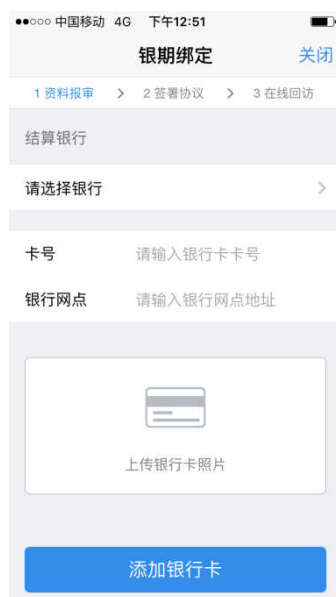 中国移动 4G 下午12:51
银期绑定 关闭
1 资料报审 > 2 签署协议 > 3 在线回访
结算银行
请选择银行
卡号 请输入银行卡卡号
银行网点 请输入银行网点地址
上传银行卡照片
添加银行卡